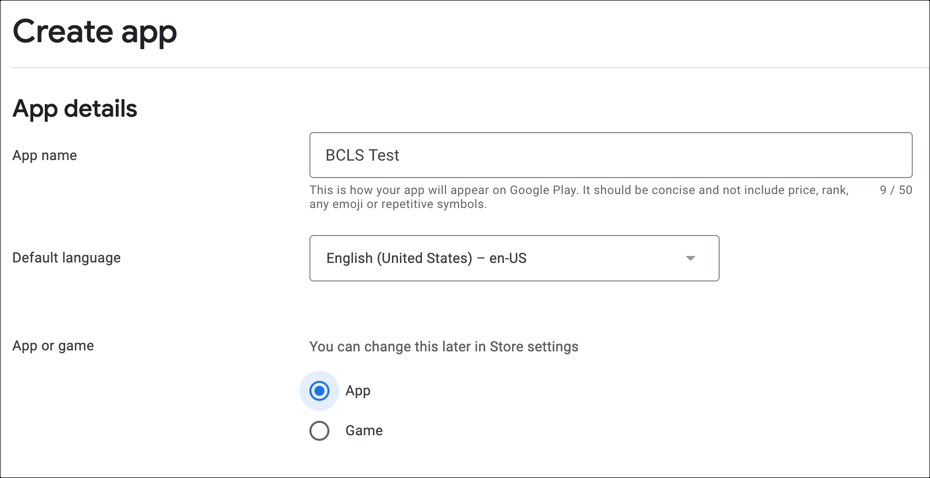 Create app
App details
App name
BCLS Test
This is how your app will appear on Google Play. It should be concise and not include price, rank,
any emoji or repetitive symbols.
9 / 50
Default language
English (United States) – en-US
App or game
You can change this later in Store settings
App
Game